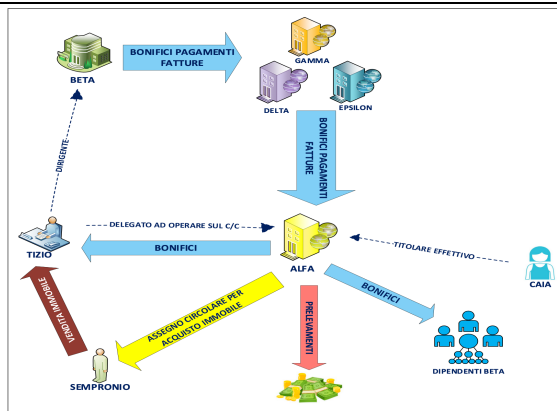 BONIFICI PAGAMENTI
FATTURE
BETA
GAMMA
DELTA
EPSILON
BONIFICI PAGAMENTI
FATTURE
DIRIGENTE
DELEGATO AD OPERARE SUL C/C
TIZIO
BONIFICI
ALFA
TITOLARE EFFETTIVO
CAIA
VENDITA IMMOBILE
ASSEGNO CIRCOLARE PER
ACQUISTO IMMOBILE
PRELEVAMENTI
BONIFICI
SEMPRONIO
DIPENDENTI BETA